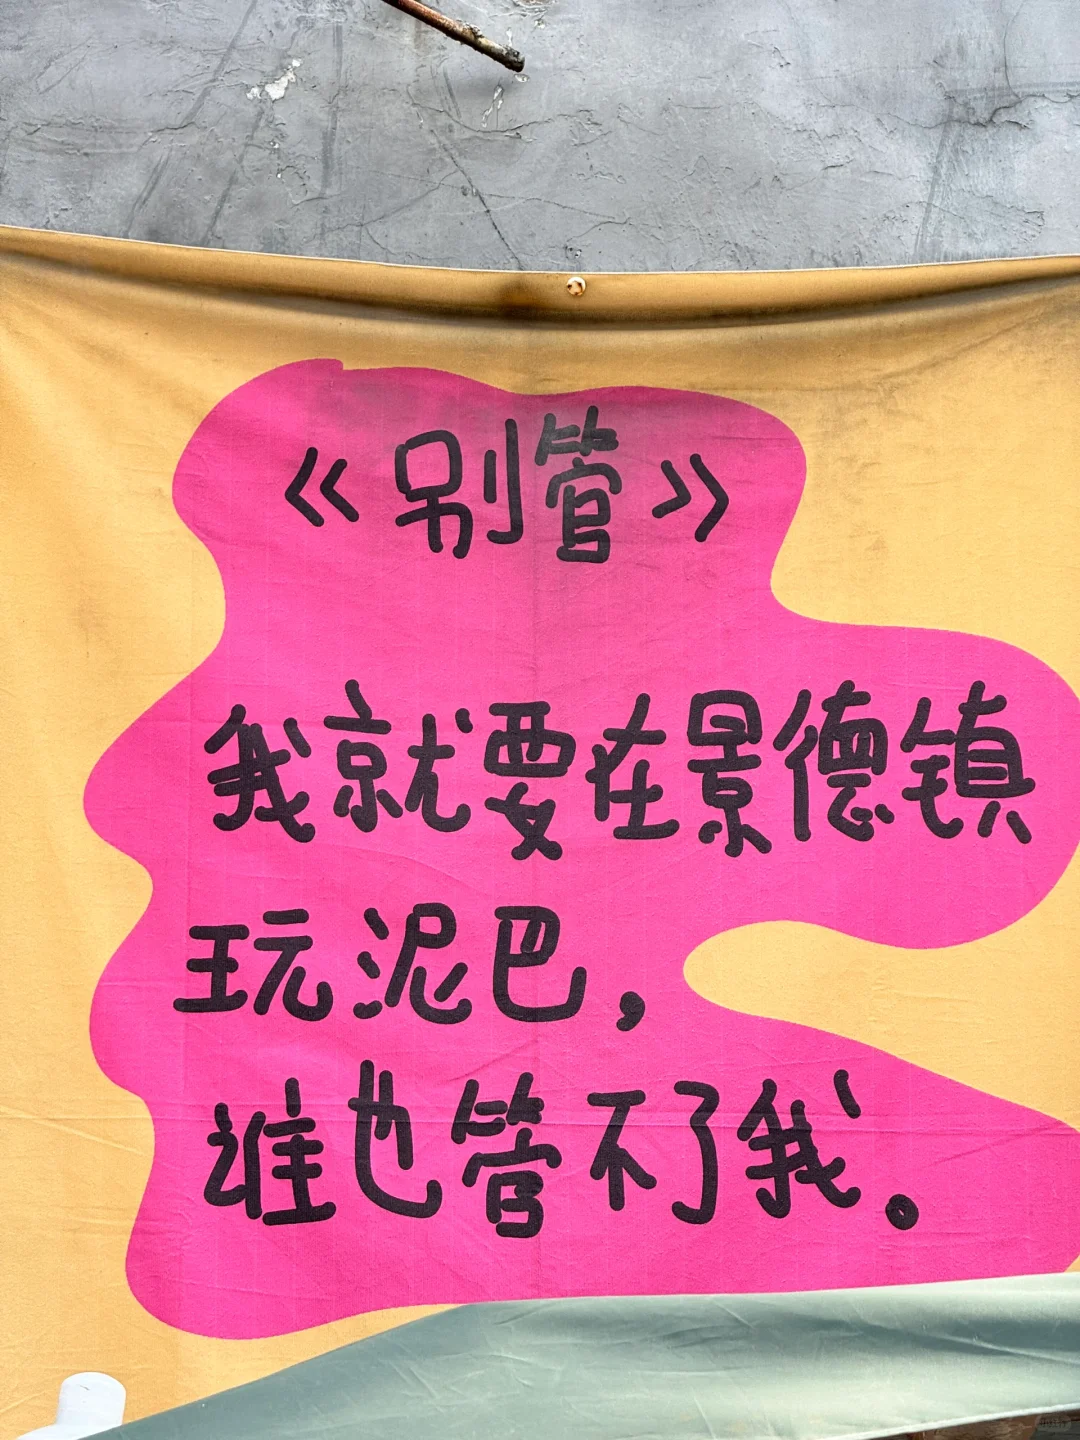 《别管》
我就要在景德镇
玩泥巴，
谁也管不了我。